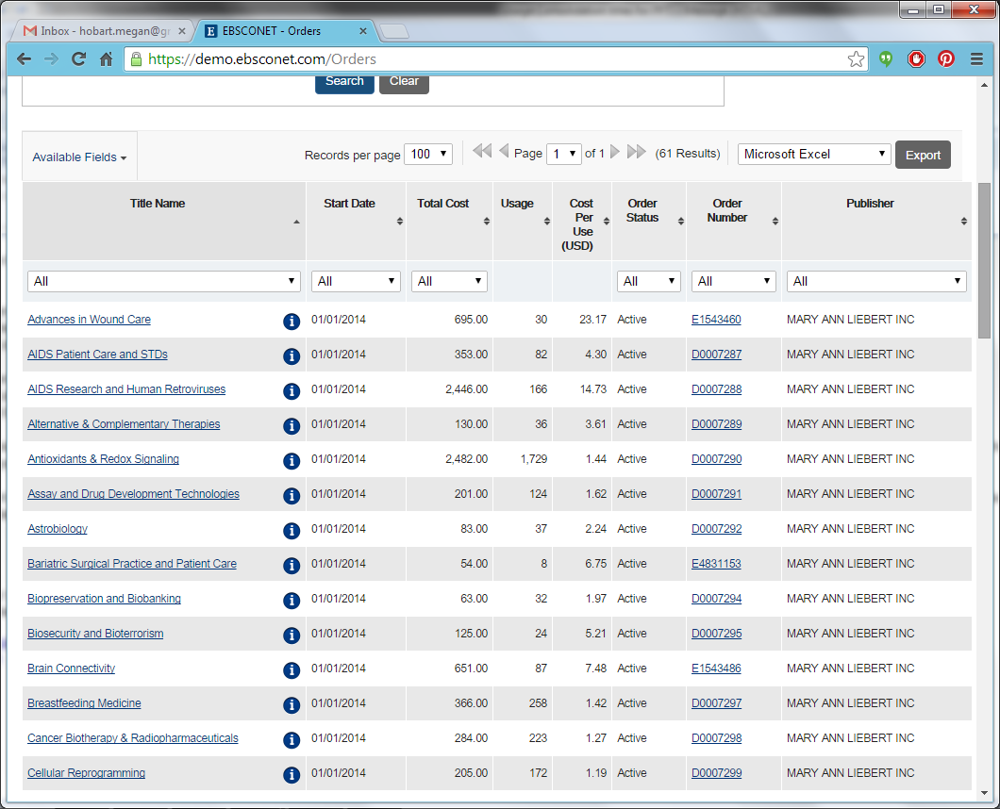 Inbox - hobart.megan@gr
EBSCONET - Orders
https://demo.ebsconet.com/Orders
Search Clear
Available Fields
Records per page 100 Page 1 of 1 (61 Results) Microsoft Excel Export
Title Name Start Date Total Cost Usage Cost Per Use (USD) Order Status Order Number Publisher
All All All All All All
Advances in Wound Care 01/01/2014 695.00 30 23.17 Active E1543460 MARY ANN LIEBERT INC
AIDS Patient Care and STDs 01/01/2014 353.00 82 4.30 Active D0007287 MARY ANN LIEBERT INC
AIDS Research and Human Retroviruses 01/01/2014 2,446.00 166 14.73 Active D0007288 MARY ANN LIEBERT INC
Alternative & Complementary Therapies 01/01/2014 130.00 36 3.61 Active D0007289 MARY ANN LIEBERT INC
Antioxidants & Redox Signaling 01/01/2014 2,482.00 1,729 1.44 Active D0007290 MARY ANN LIEBERT INC
Assay and Drug Development Technologies 01/01/2014 201.00 124 1.62 Active D0007291 MARY ANN LIEBERT INC
Astrobiology 01/01/2014 83.00 37 2.24 Active D0007292 MARY ANN LIEBERT INC
Bariatric Surgical Practice and Patient Care 01/01/2014 54.00 8 6.75 Active E4831153 MARY ANN LIEBERT INC
Biopreservation and Biobanking 01/01/2014 63.00 32 1.97 Active D0007294 MARY ANN LIEBERT INC
Biosecurity and Bioterrorism 01/01/2014 125.00 24 5.21 Active D0007295 MARY ANN LIEBERT INC
Brain Connectivity 01/01/2014 651.00 87 7.48 Active E1543486 MARY ANN LIEBERT INC
Breastfeeding Medicine 01/01/2014 366.00 258 1.42 Active D0007297 MARY ANN LIEBERT INC
Cancer Biotherapy & Radiopharmaceuticals 01/01/2014 284.00 223 1.27 Active D0007298 MARY ANN LIEBERT INC
Cellular Reprogramming 01/01/2014 205.00 172 1.19 Active D0007299 MARY ANN LIEBERT INC